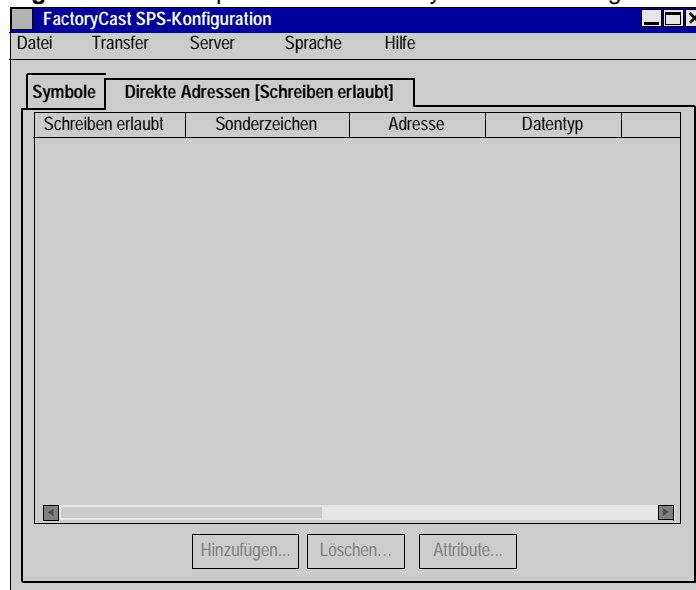 FactoryCast SPS-Konfiguration
Datei Transfer Server Sprache Hilfe
Symbole Direkte Adressen [Schreiben erlaubt]
Schreiben erlaubt Sonderzeichen Adresse Datentyp
Hinzufügen... Löschen... Attribute...